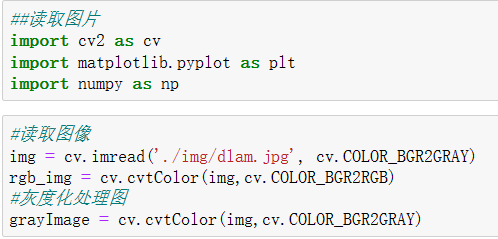 ##读取图片
import cv2 as cv
import matplotlib.pyplot as plt
import numpy as np
#读取图像
img = cv.imread('./img/dlam.jpg', cv.COLOR_BGR2GRAY)
rgb_img = cv.cvtColor(img,cv.COLOR_BGR2RGB)
#灰度化处理图
grayImage = cv.cvtColor(img,cv.COLOR_BGR2GRAY)